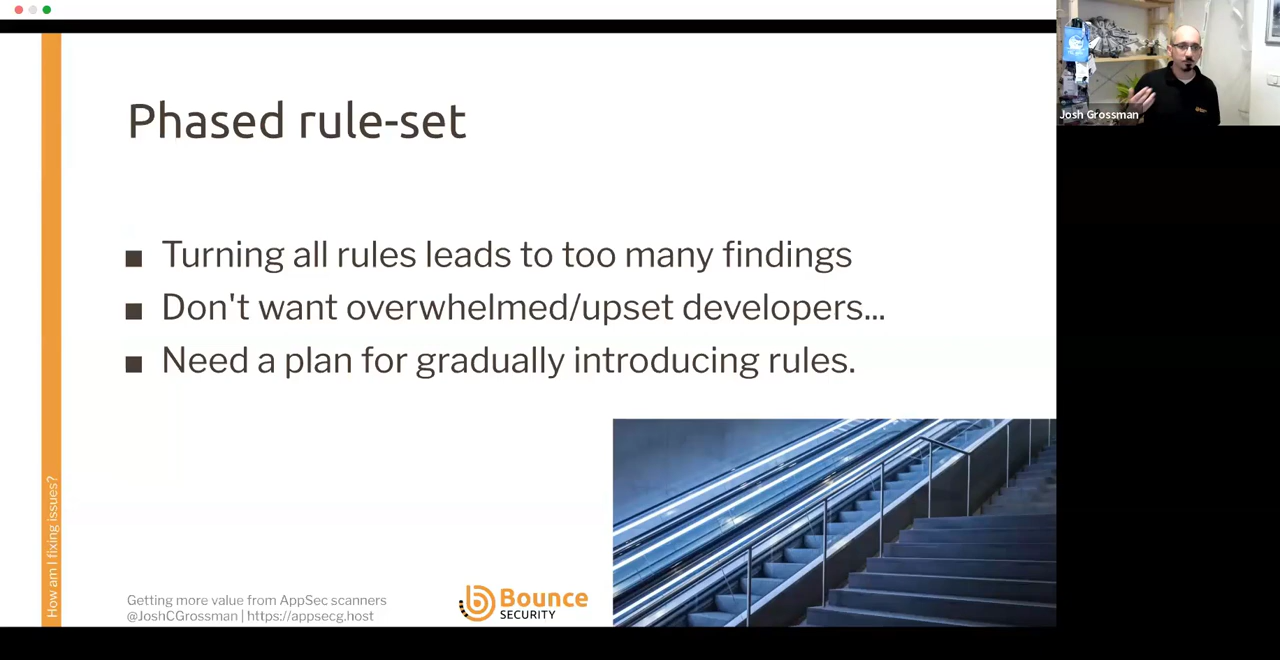 Phased rule-set
■ Turning all rules leads to too many findings
■ Don't want overwhelmed/upset developers...
■ Need a plan for gradually introducing rules.
How am I fixing issues?
Getting more value from AppSec scanners
@JoshCGrossman | https://appsecg.host
Bounce
SECURITY
Josh Grossman